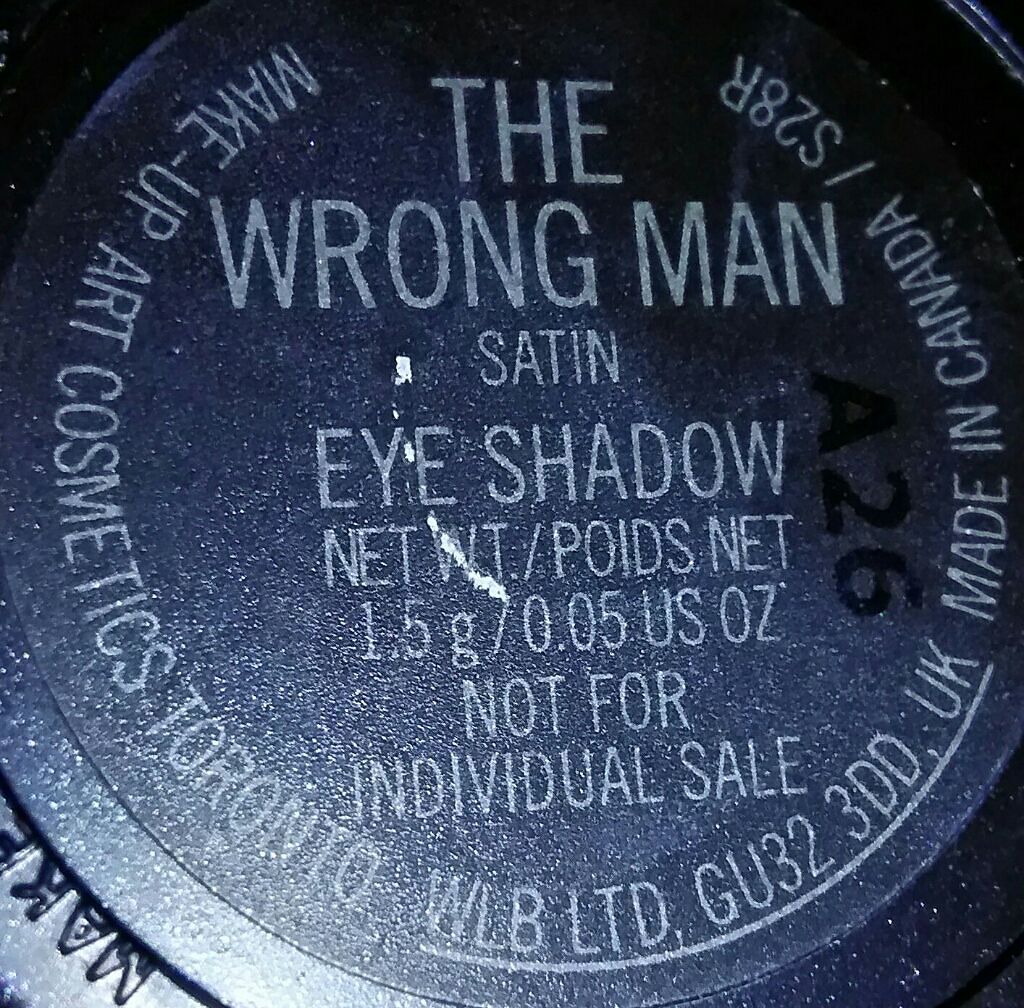 THE
WRONG MAN
SATIN
EYE SHADOW
NET WT./POIDS NET
1.5 g/0.05 US OZ
NOT FOR
INDIVIDUAL SALE
MAKE-UP ART COSMETICS TORONTO WLB LTD, GU32 3DD, UK MADE IN CANADA / S28R
A26
MAKE